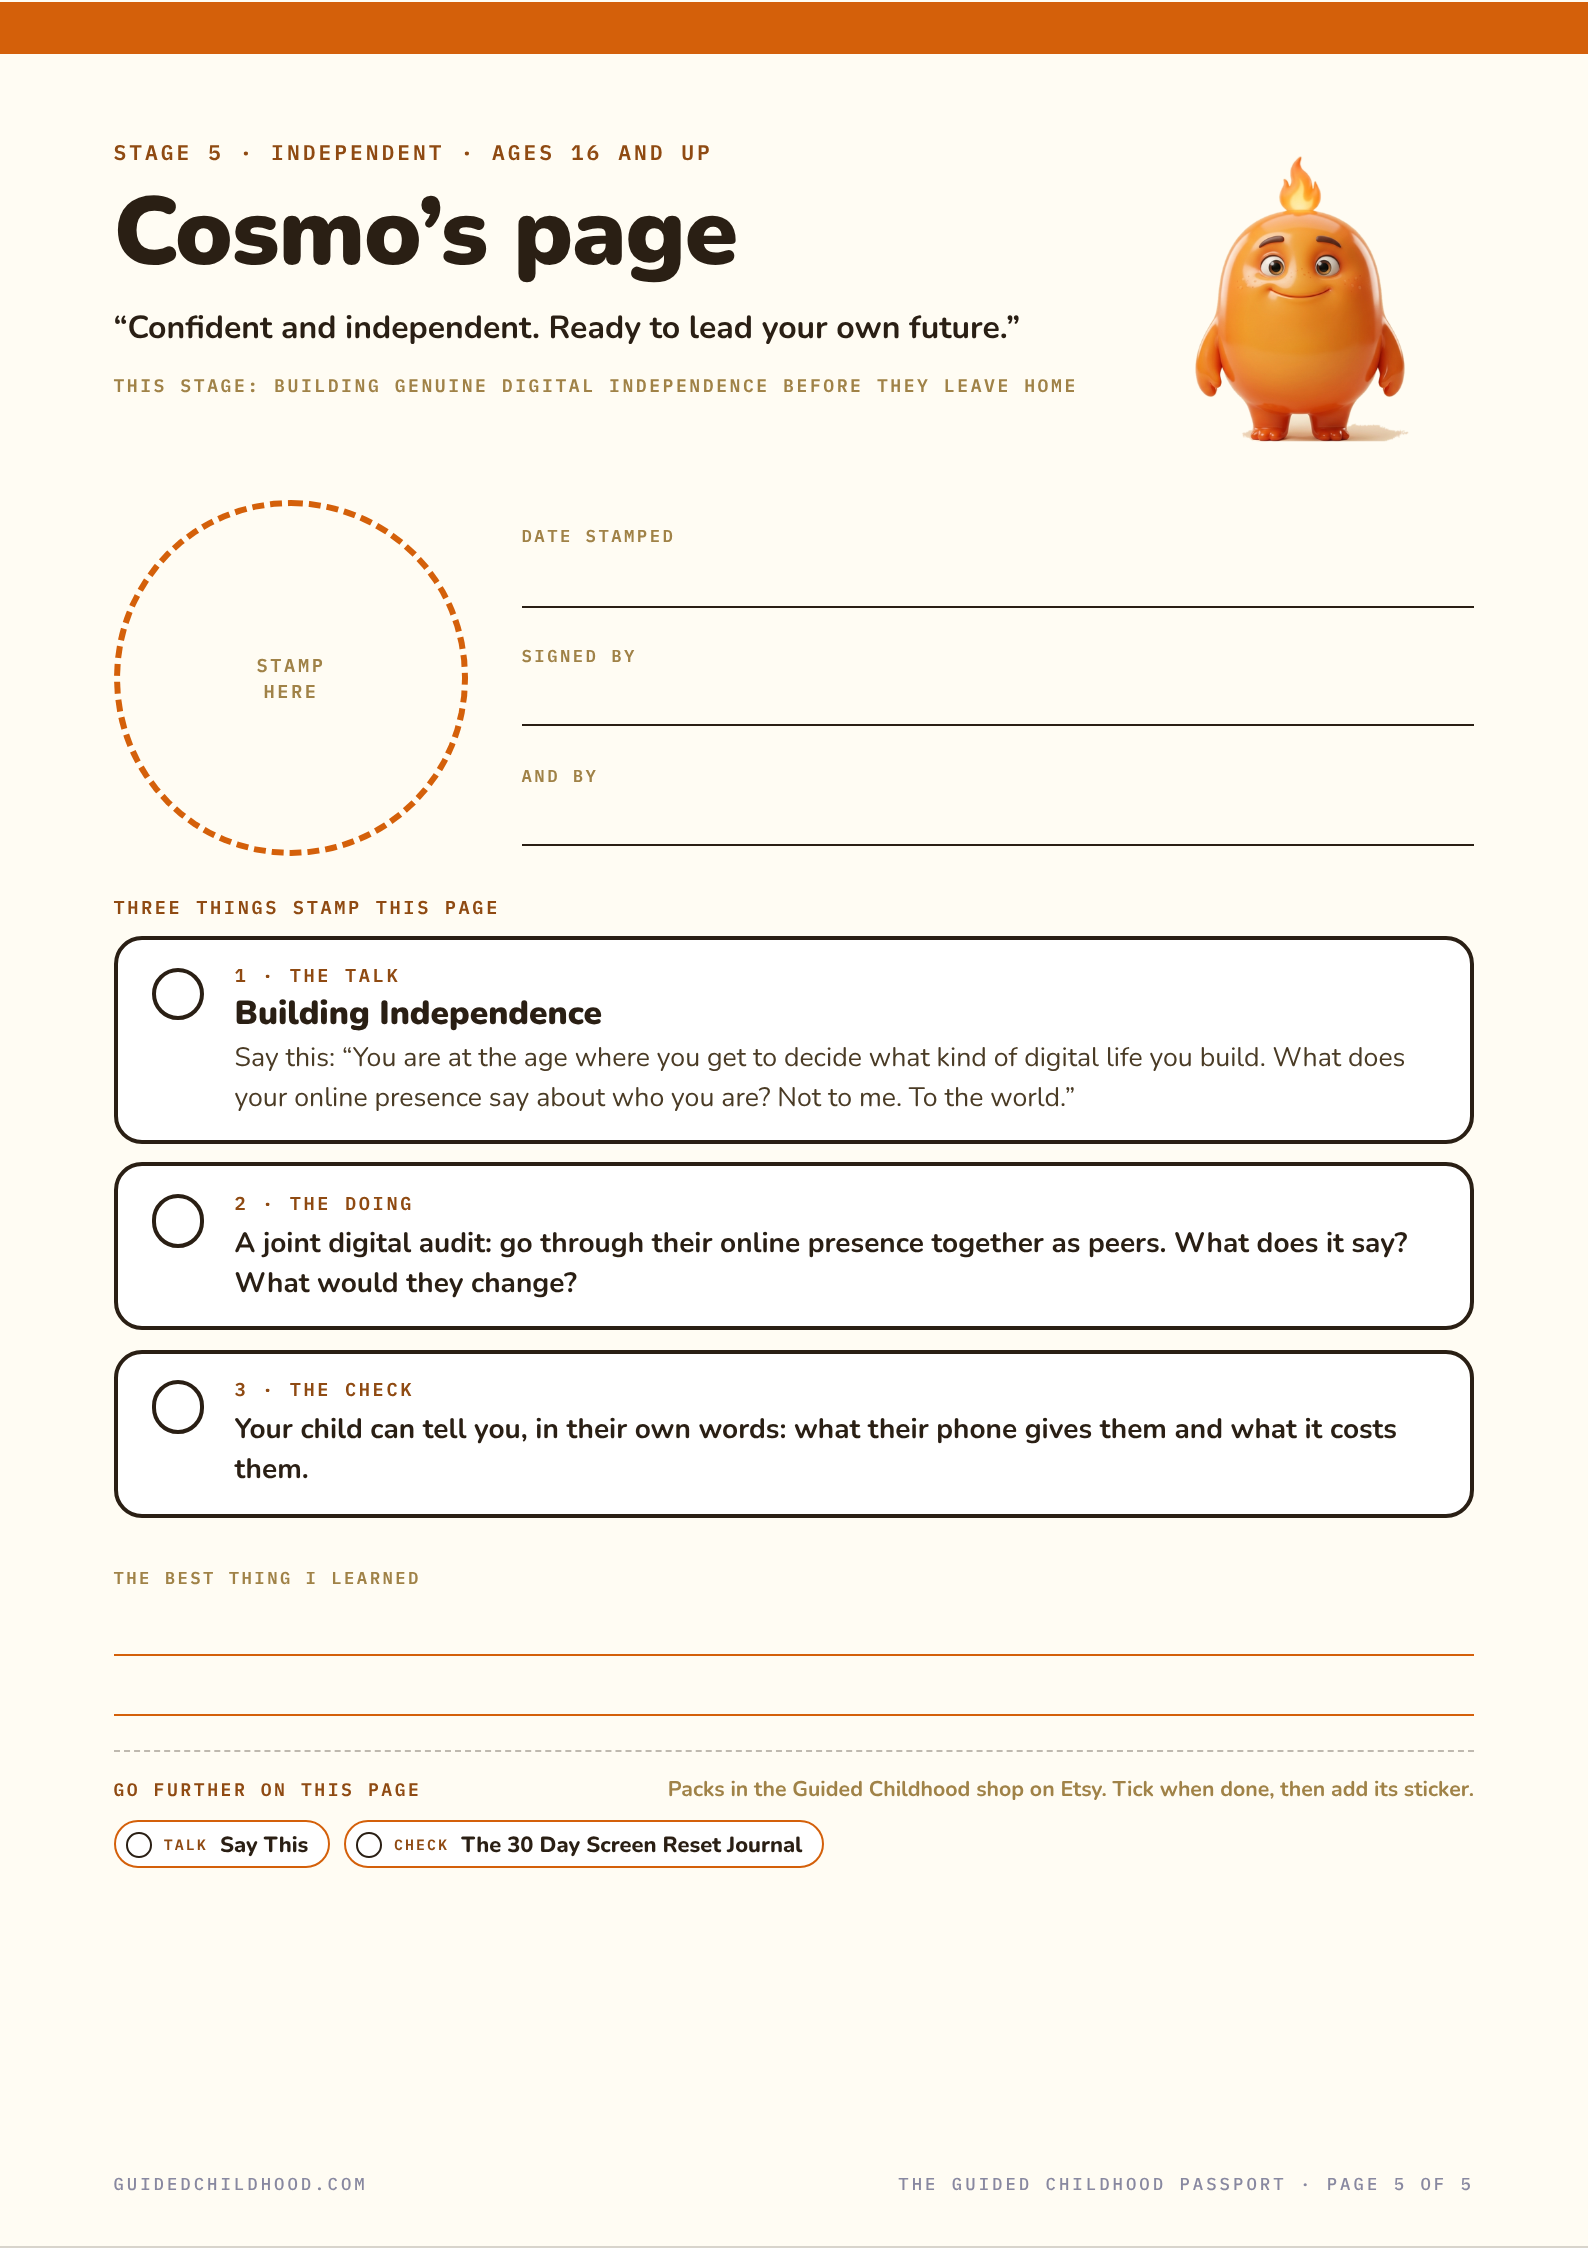 STAGE 5 · INDEPENDENT · AGES 16 AND UP
Cosmo’s page
“Confident and independent. Ready to lead your own future.”
THIS STAGE: BUILDING GENUINE DIGITAL INDEPENDENCE BEFORE THEY LEAVE HOME
STAMP
HERE
DATE STAMPED
SIGNED BY
AND BY
THREE THINGS STAMP THIS PAGE
1 · THE TALK
Building Independence
Say this: “You are at the age where you get to decide what kind of digital life you build. What does
your online presence say about who you are? Not to me. To the world.”
2 · THE DOING
A joint digital audit: go through their online presence together as peers. What does it say?
What would they change?
3 · THE CHECK
Your child can tell you, in their own words: what their phone gives them and what it costs
them.
THE BEST THING I LEARNED
GO FURTHER ON THIS PAGE
Packs in the Guided Childhood shop on Etsy. Tick when done, then add its sticker.
TALK Say This
CHECK The 30 Day Screen Reset Journal
GUIDEDCHILDHOOD.COM
THE GUIDED CHILDHOOD PASSPORT · PAGE 5 OF 5